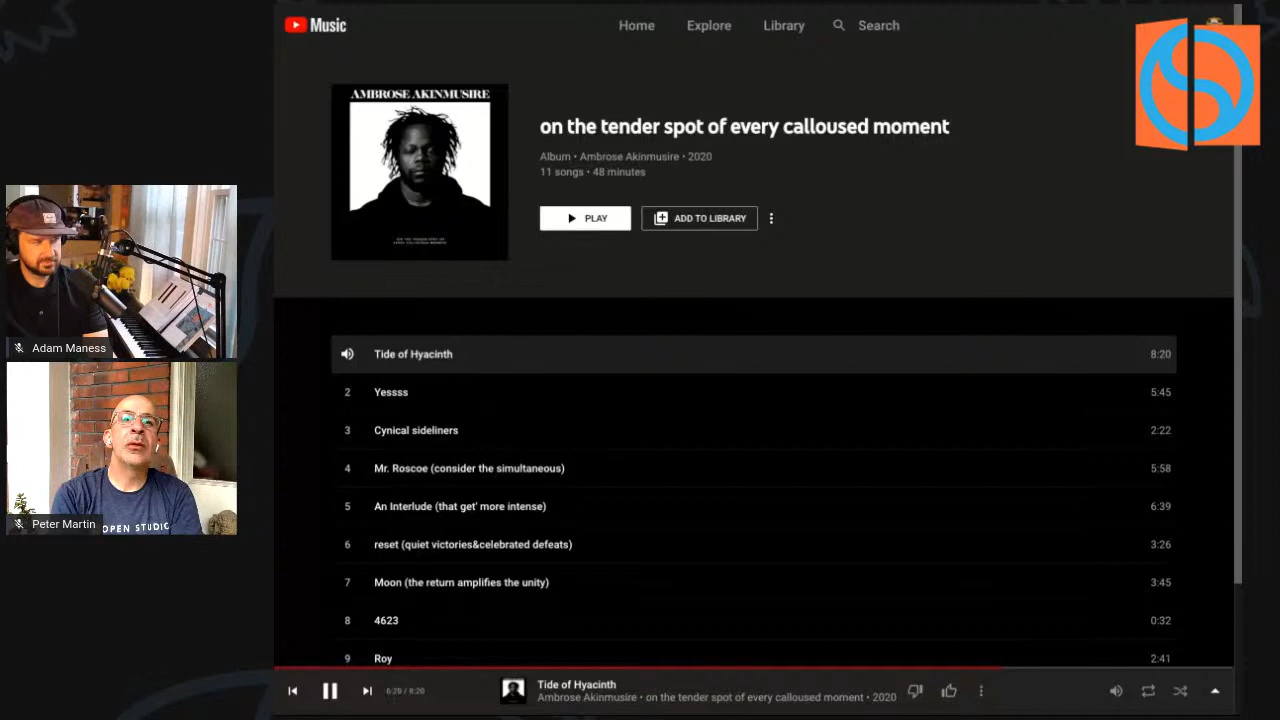 Music
Home
Explore
Library
Search
AMBROSE AKINMUSIRE
on the tender spot of every calloused moment
Album • Ambrose Akinmusire • 2020
11 songs • 48 minutes
PLAY
ADD TO LIBRARY
Adam Maness
OPEN STUDIO
Peter Martin
Tide of Hyacinth 8:20
2 Yessss 5:45
3 Cynical sideliners 2:22
4 Mr. Roscoe (consider the simultaneous) 5:58
5 An Interlude (that get' more intense) 6:39
6 reset (quiet victories&celebrated defeats) 3:26
7 Moon (the return amplifies the unity) 3:45
8 4623 0:32
9 Roy 2:41
6:20 / 8:20
Tide of Hyacinth
Ambrose Akinmusire • on the tender spot of every calloused moment • 2020